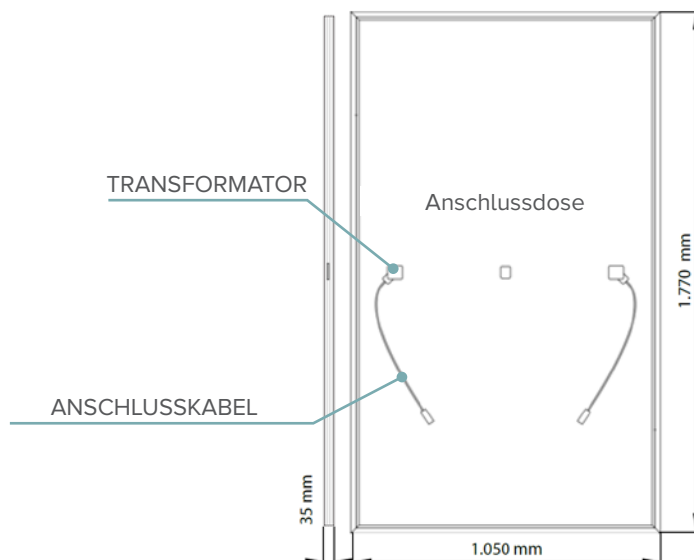 TRANSFORMATOR
Anschlussdose
1.770 mm
ANSCHLUSSKABEL
35 mm
1.050 mm